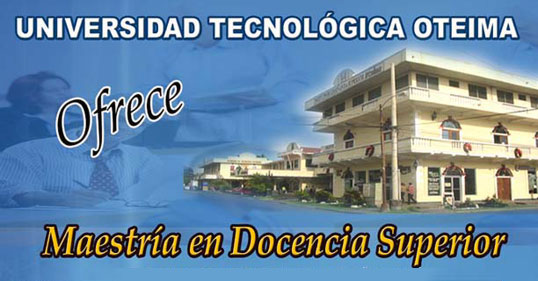 UNIVERSIDAD TECNOLÓGICA OTEIMA
Ofrece
Maestría en Docencia Superior